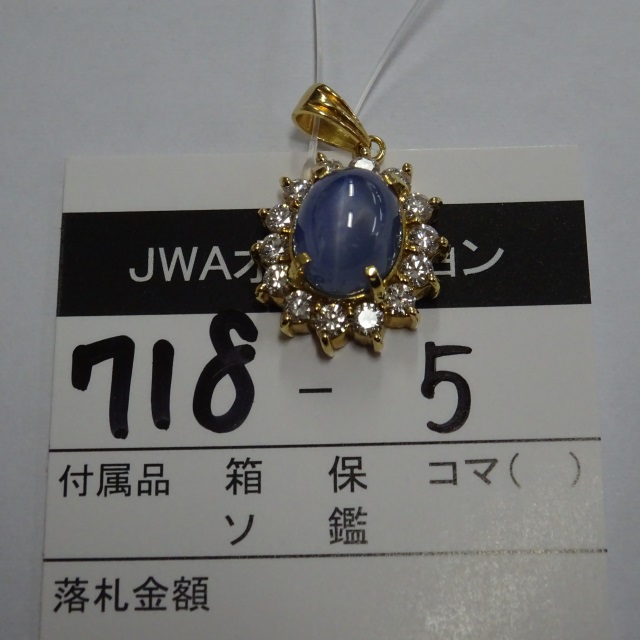 JWAオ ョン
718 - 5
付属品 箱 保 コマ( )
ソ 鑑
落札金額